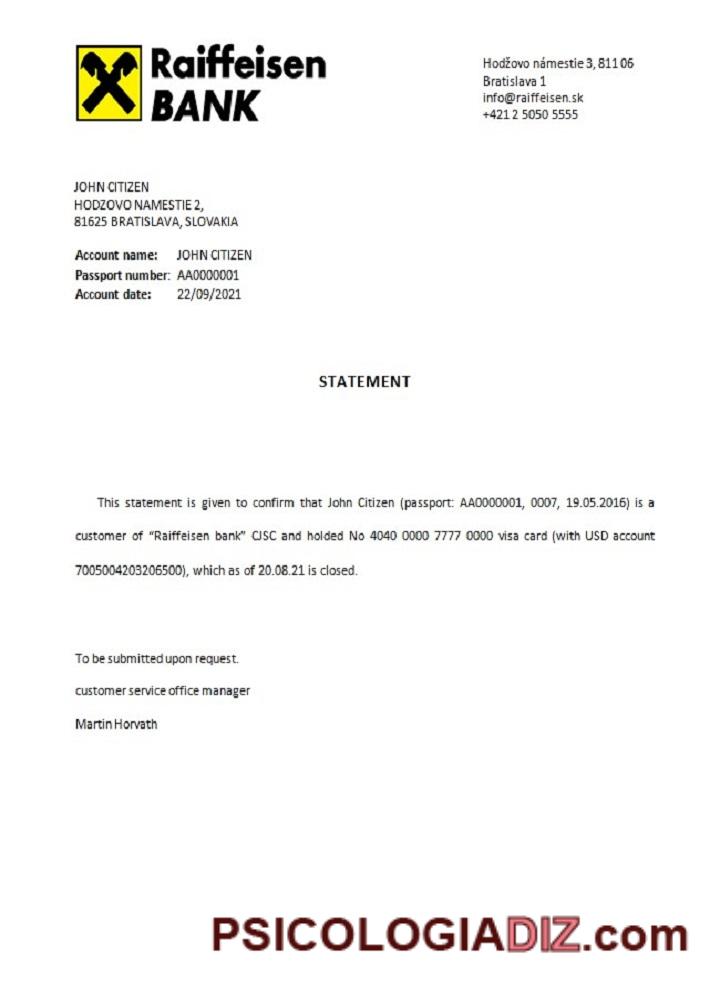 Raiffeisen
BANK
Hodžovo námestie 3, 811 06
Bratislava 1
info@raiffeisen.sk
+421 2 5050 5555
JOHN CITIZEN
HODZOVO NAMESTIE 2,
81625 BRATISLAVA, SLOVAKIA
Account name: JOHN CITIZEN
Passport number: AA0000001
Account date: 22/09/2021
STATEMENT
This statement is given to confirm that John Citizen (passport: AA0000001, 0007, 19.05.2016) is a
customer of "Raiffeisen bank" CJSC and holded No 4040 0000 7777 0000 visa card (with USD account
7005004203206500), which as of 20.08.21 is closed.
To be submitted upon request.
customer service office manager
Martin Horvath
PSICOLOGIADIZ.com